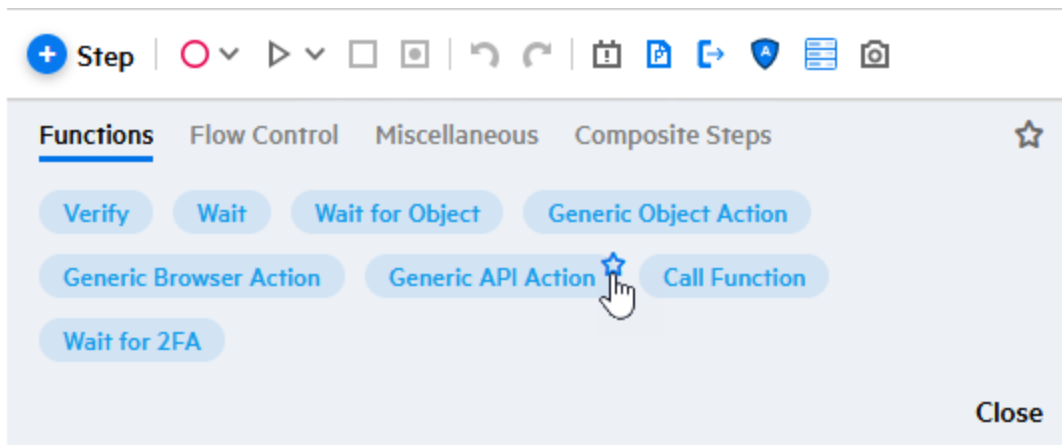 Step
Functions Flow Control Miscellaneous Composite Steps
Verify Wait Wait for Object Generic Object Action
Generic Browser Action Generic API Action Call Function
Wait for 2FA
Close